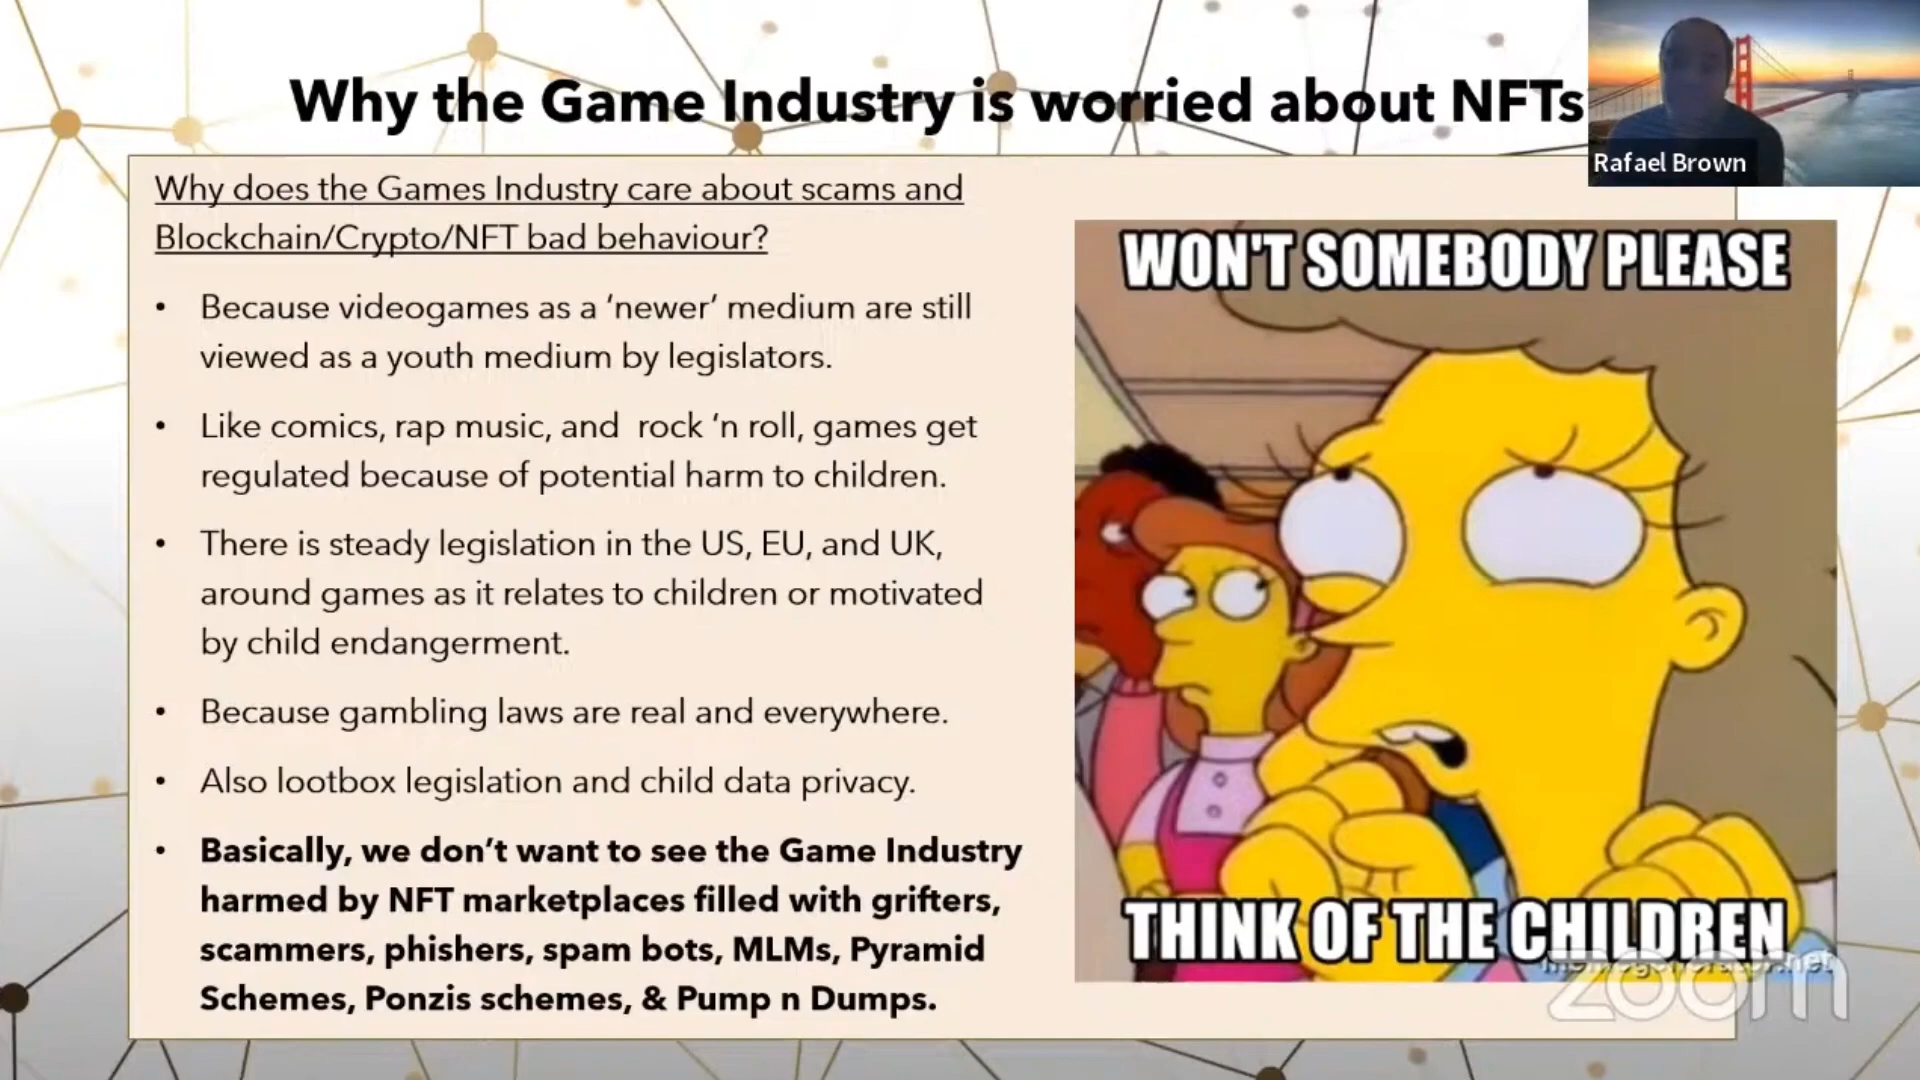 Why the Game Industry is worried about NFTs
Rafael Brown
Why does the Games Industry care about scams and
Blockchain/Crypto/NFT bad behaviour?
• Because videogames as a ‘newer’ medium are still
viewed as a youth medium by legislators.
• Like comics, rap music, and rock ‘n roll, games get
regulated because of potential harm to children.
• There is steady legislation in the US, EU, and UK,
around games as it relates to children or motivated
by child endangerment.
• Because gambling laws are real and everywhere.
• Also lootbox legislation and child data privacy.
• Basically, we don’t want to see the Game Industry
harmed by NFT marketplaces filled with grifters,
scammers, phishers, spam bots, MLMs, Pyramid
Schemes, Ponzis schemes, & Pump n Dumps.
WON'T SOMEBODY PLEASE
THINK OF THE CHILDREN
memegenerator.net
zoom